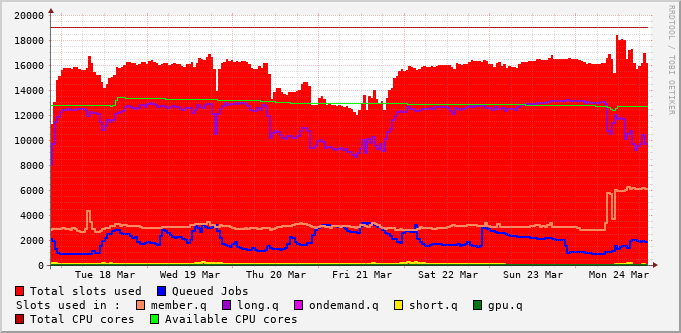 20000
18000
16000
14000
12000
10000
8000
6000
4000
2000
0
Tue 18 Mar Wed 19 Mar Thu 20 Mar Fri 21 Mar Sat 22 Mar Sun 23 Mar Mon 24 Mar
Total slots used Queued Jobs
Slots used in : member.q long.q ondemand.q short.q gpu.q
Total CPU cores Available CPU cores
RRDTOOL / TOBI OETIKER